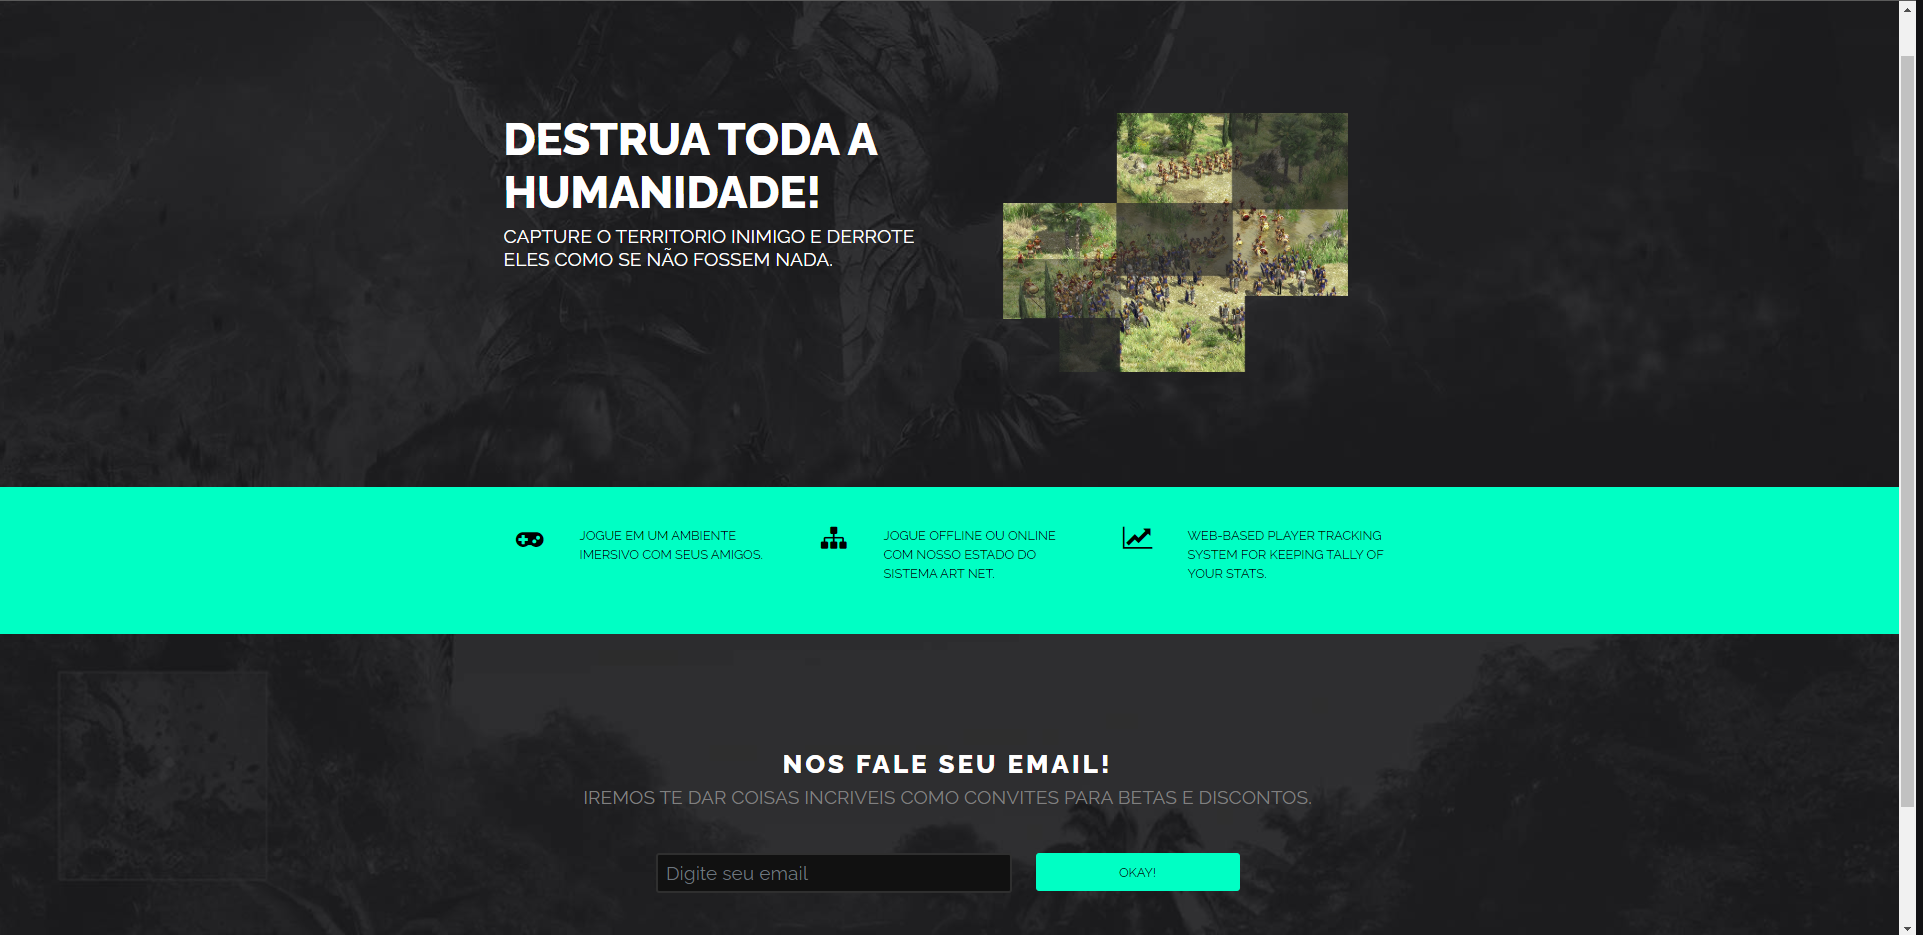 DESTRUA TODA A
HUMANIDADE!
CAPTURE O TERRITORIO INIMIGO E DERROTE
ELES COMO SE NÃO FOSSEM NADA.
JOGUE EM UM AMBIENTE
IMERSIVO COM SEUS AMIGOS.
JOGUE OFFLINE OU ONLINE
COM NOSSO ESTADO DO
SISTEMA ART NET.
WEB-BASED PLAYER TRACKING
SYSTEM FOR KEEPING TALLY OF
YOUR STATS.
NOS FALE SEU EMAIL!
IREMOS TE DAR COISAS INCRIVEIS COMO CONVITES PARA BETAS E DISCONTOS.
Digite seu email
OKAY!